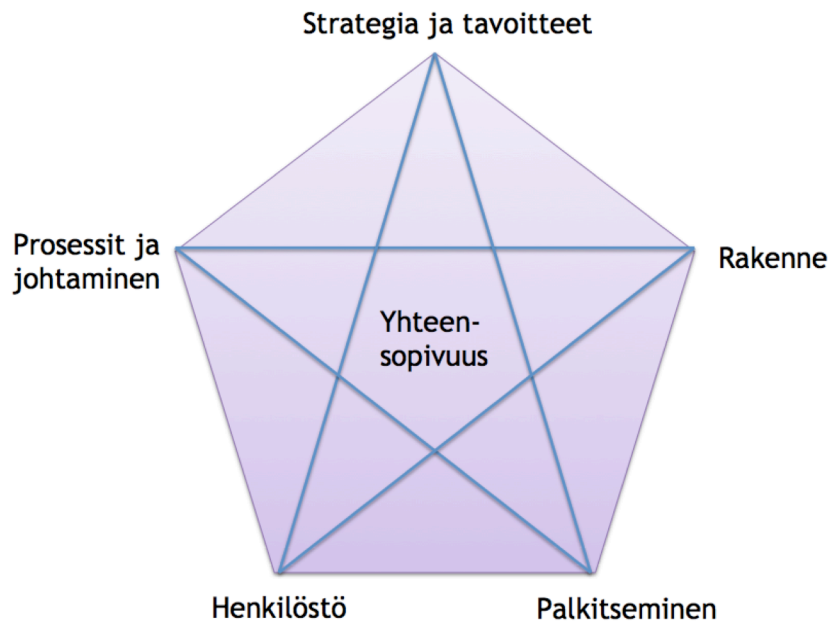 Strategia ja tavoitteet
Prosessit ja
johtaminen
Rakenne
Yhteen-
sopivuus
Henkilöstö
Palkitseminen